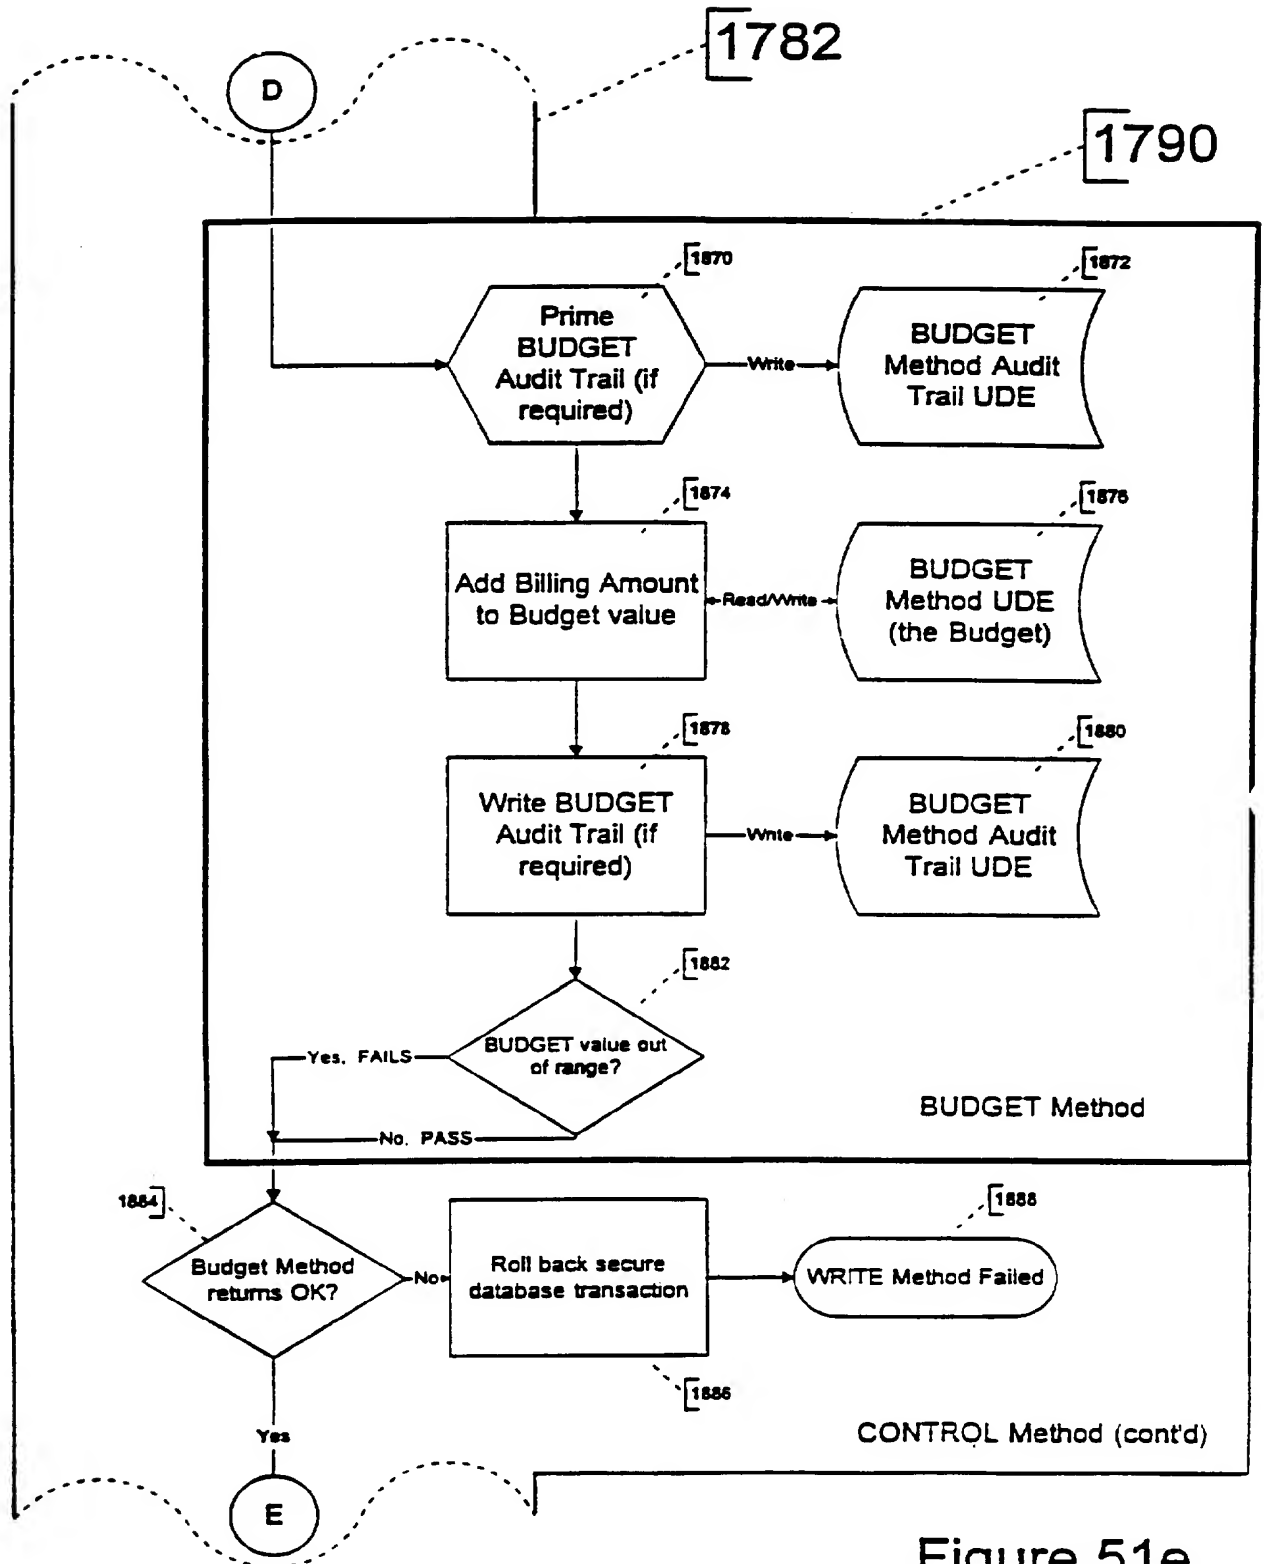 1782
D
1790
1870
1872
Prime
BUDGET
Audit Trail (if
required)
Write
BUDGET
Method Audit
Trail UDE
1874
1876
Add Billing Amount
to Budget value
Read/Write
BUDGET
Method UDE
(the Budget)
1878
1880
Write BUDGET
Audit Trail (if
required)
Write
BUDGET
Method Audit
Trail UDE
1882
BUDGET value out
of range?
Yes, FAILS
No, PASS
BUDGET Method
1884
1888
Budget Method
returns OK?
No
Roll back secure
database transaction
WRITE Method Failed
1886
Yes
CONTROL Method (cont'd)
E
Figure 51e